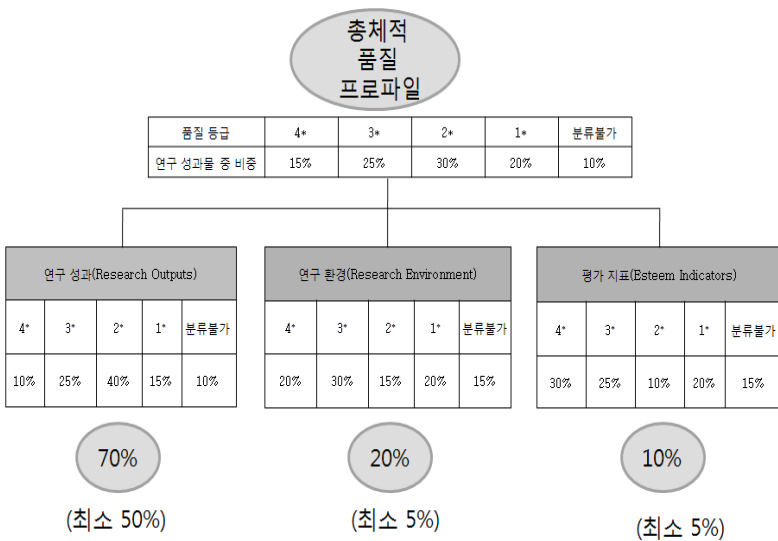 총체적
품질
프로파일
품질 등급 4* 3* 2* 1* 분류불가
연구 성과물 중 비중 15% 25% 30% 20% 10%
연구 성과(Research Outputs)
4* 3* 2* 1* 분류불가
10% 25% 40% 15% 10%
70%
(최소 50%)
연구 환경(Research Environment)
4* 3* 2* 1* 분류불가
20% 30% 15% 20% 15%
20%
(최소 5%)
평가 지표(Esteem Indicators)
4* 3* 2* 1* 분류불가
30% 25% 10% 20% 15%
10%
(최소 5%)